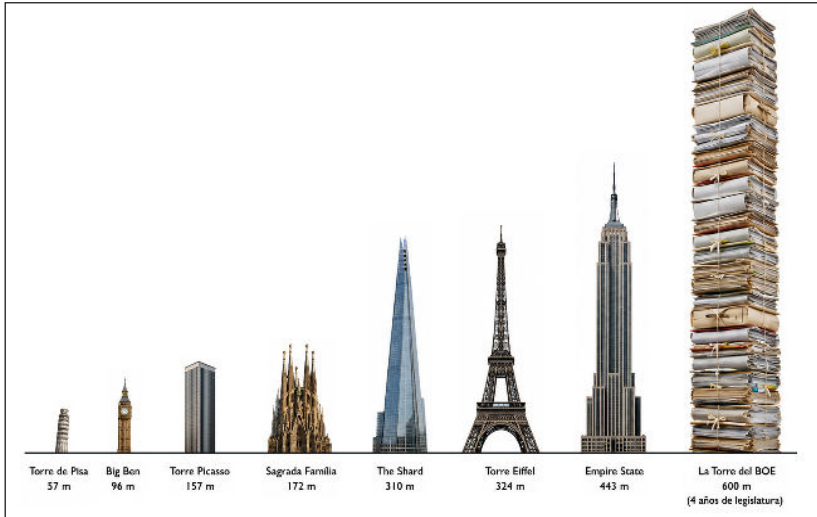 Torre de Pisa
57 m
Big Ben
96 m
Torre Picasso
157 m
Sagrada Família
172 m
The Shard
310 m
Torre Eiffel
324 m
Empire State
443 m
La Torre del BOE
600 m
(4 años de legislatura)